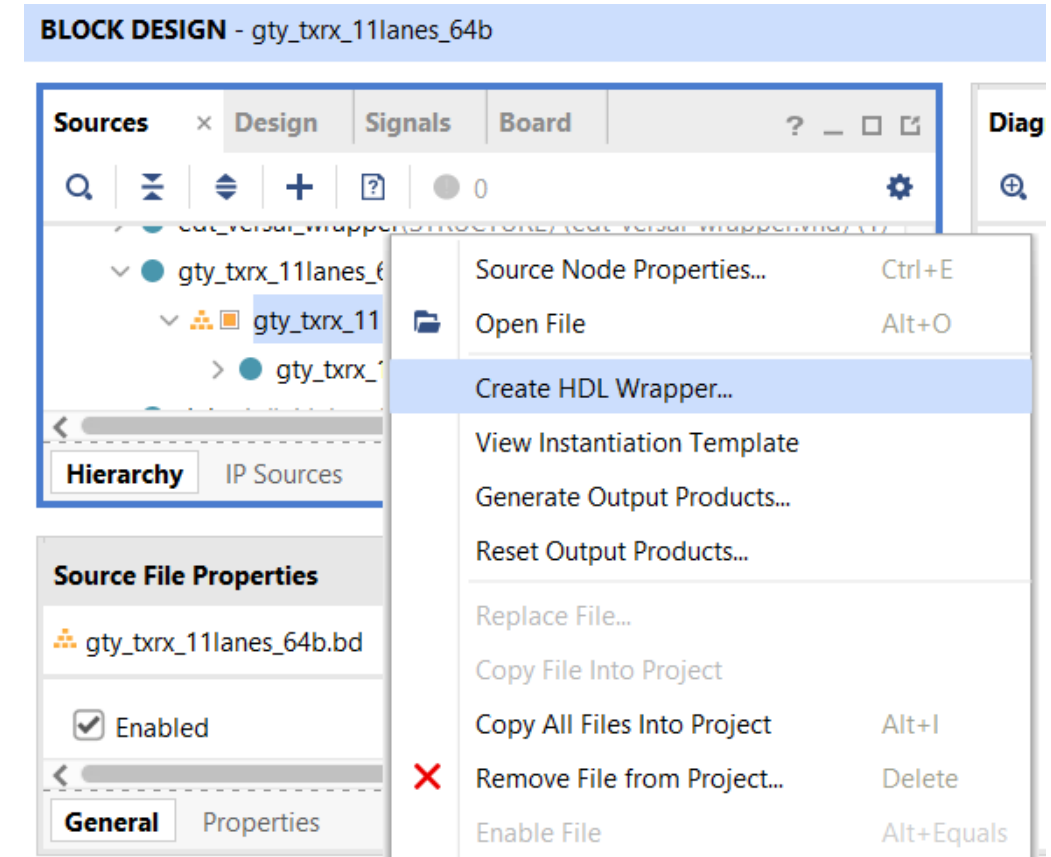 BLOCK DESIGN - gty_txrx_11lanes_64b
Sources × Design Signals Board ? Diag
0
gty_txrx_11lanes_6
gty_txrx_11
gty_txrx_1
Hierarchy IP Sources
Source Node Properties... Ctrl+E
Open File Alt+O
Create HDL Wrapper...
View Instantiation Template
Generate Output Products...
Reset Output Products...
Replace File...
Copy File Into Project
Copy All Files Into Project Alt+I
Remove File from Project... Delete
Enable File Alt+Equals
Source File Properties
gty_txrx_11lanes_64b.bd
Enabled
General Properties